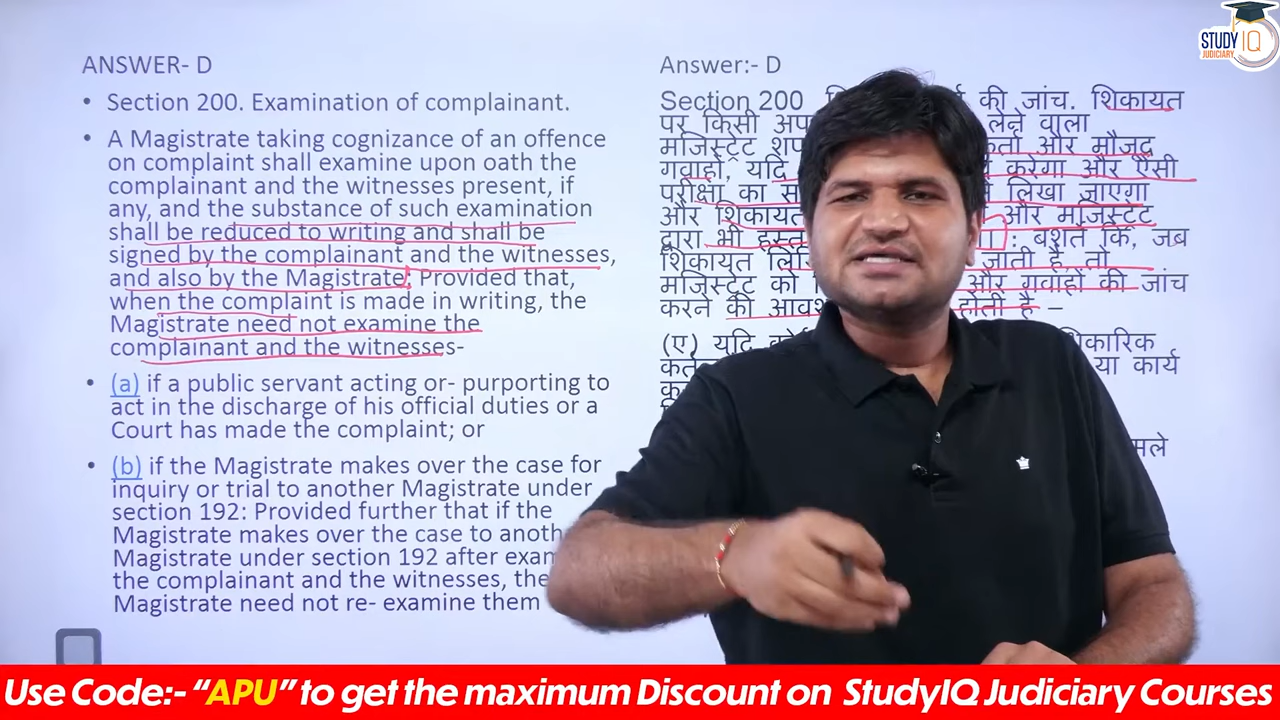 STUDY IQ
JUDICIARY
ANSWER- D
• Section 200. Examination of complainant.
• A Magistrate taking cognizance of an offence
on complaint shall examine upon oath the
complainant and the witnesses present, if
any, and the substance of such examination
shall be reduced to writing and shall be
signed by the complainant and the witnesses,
and also by the Magistrate: Provided that,
when the complaint is made in writing, the
Magistrate need not examine the
complainant and the witnesses-
• (a) if a public servant acting or- purporting to
act in the discharge of his official duties or a
Court has made the complaint; or
• (b) if the Magistrate makes over the case for
inquiry or trial to another Magistrate under
section 192: Provided further that if the
Magistrate makes over the case to
Magistrate under section 192 after
the complainant and the witnesses,
Magistrate need not re- examine them
Answer:- D
Section 200 की जांच. शिकायत
पर किसी लेने वाला
मजिस्ट्रेट और मौजूद
गवाहों, यदि करेगा और ऐसी
परीक्षा का लिखा जाएगा
और और मजिस्ट्रेट
द्वारा भी : बशर्ते कि, जब
शिकायत जाती है, तो
मजिस्ट्रेट को और गवाहों की जांच
करने की होती है –
(ए) यदि
या कार्य
Use Code:- “APU” to get the maximum Discount on StudyIQ Judiciary Courses